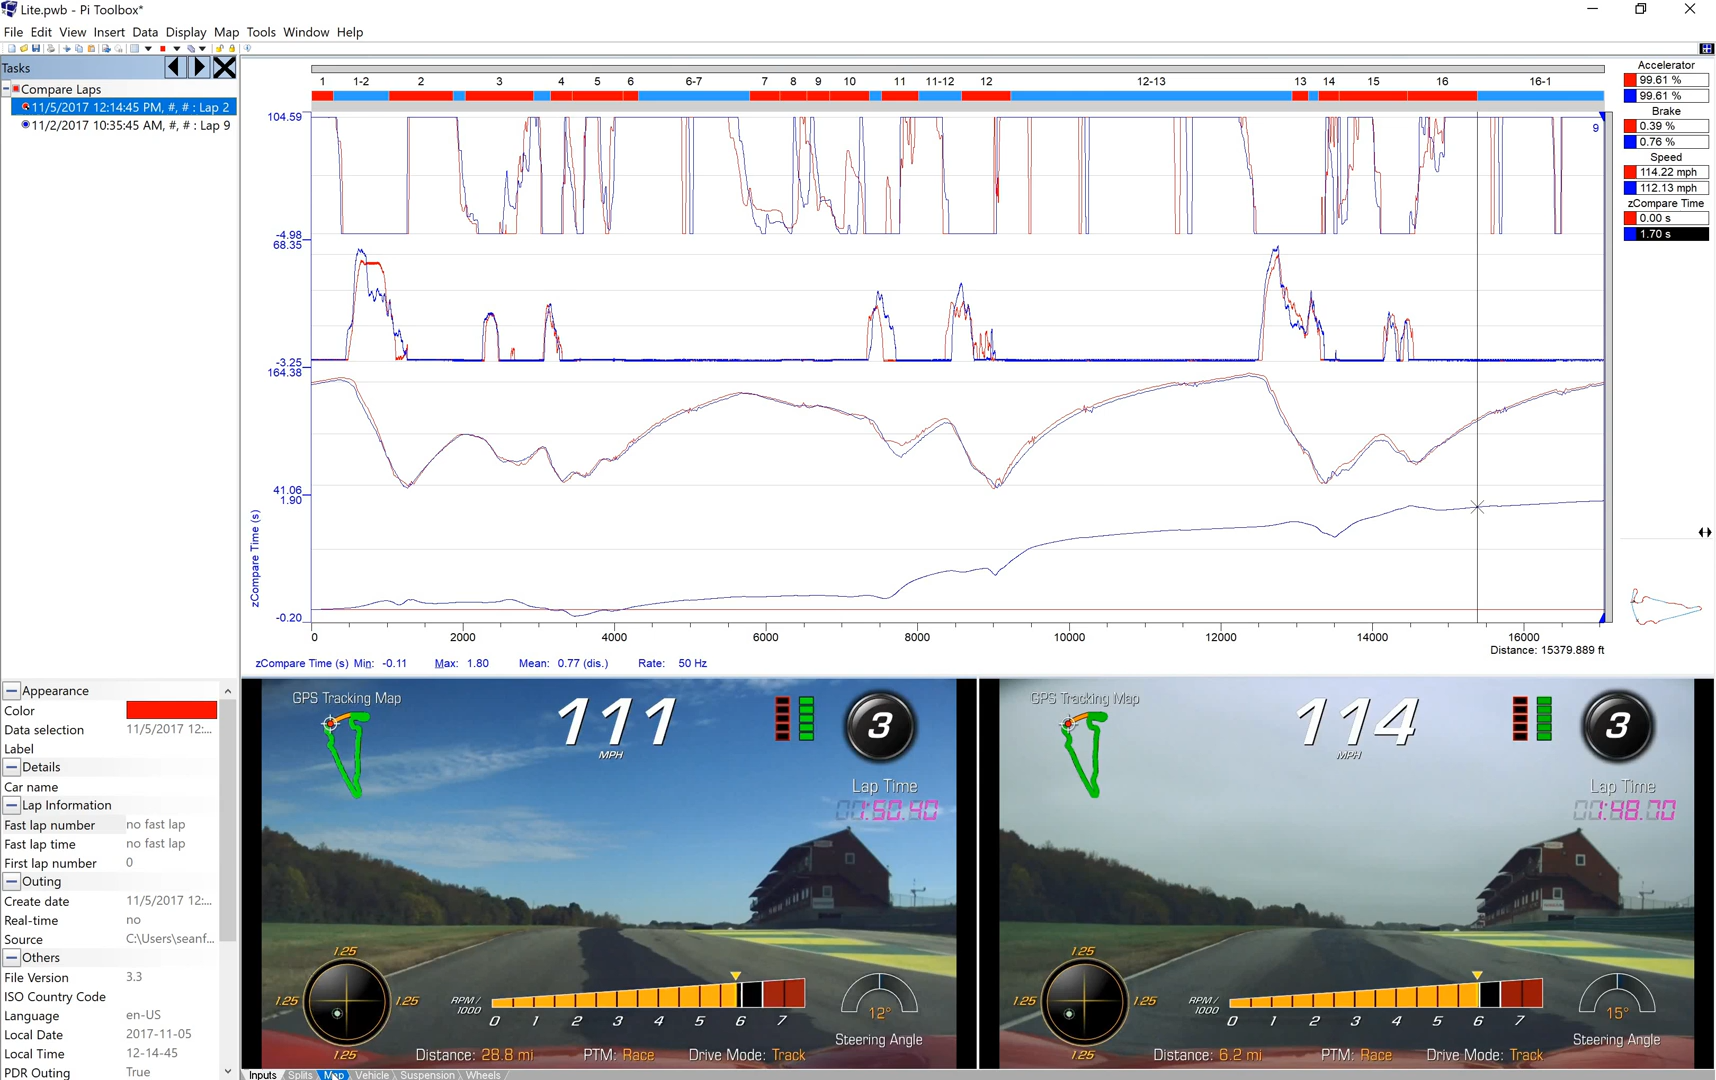 Lite.pwb - Pi Toolbox*
File Edit View Insert Data Display Map Tools Window Help
Tasks
Compare Laps
11/5/2017 12:14:45 PM, #, # : Lap 2
11/2/2017 10:35:45 AM, #, # : Lap 9
1 1-2 2 3 4 5 6 6-7 7 8 9 10 11 11-12 12 12-13 13 14 15 16 16-1
104.59
9
-4.98
68.35
-3.25
164.38
41.06
1.90
zCompare Time (s)
-0.20
0 2000 4000 6000 8000 10000 12000 14000 16000
Distance: 15379.889 ft
zCompare Time (s) Min: -0.11 Max: 1.80 Mean: 0.77 (dis.) Rate: 50 Hz
Accelerator
99.61 %
99.61 %
Brake
0.39 %
0.76 %
Speed
114.22 mph
112.13 mph
zCompare Time
0.00 s
1.70 s
Appearance
Color
Data selection 11/5/2017 12:...
Label
Details
Car name
Lap Information
Fast lap number no fast lap
Fast lap time no fast lap
First lap number 0
Outing
Create date 11/5/2017 12:...
Real-time no
Source C:\Users\seanf...
Others
File Version 3.3
ISO Country Code
Language en-US
Local Date 2017-11-05
Local Time 12-14-45
PDR Outing True
GPS Tracking Map
111
MPH
3
Lap Time
1:50.40
1.25
1.25 1.25
1.25
RPM / 1000
0 1 2 3 4 5 6 7
12°
Steering Angle
Distance: 28.8 mi PTM: Race Drive Mode: Track
GPS Tracking Map
114
MPH
3
Lap Time
1:48.70
1.25
1.25 1.25
1.25
RPM / 1000
0 1 2 3 4 5 6 7
15°
Steering Angle
Distance: 6.2 mi PTM: Race Drive Mode: Track
Inputs Splits Map Vehicle Suspension Wheels